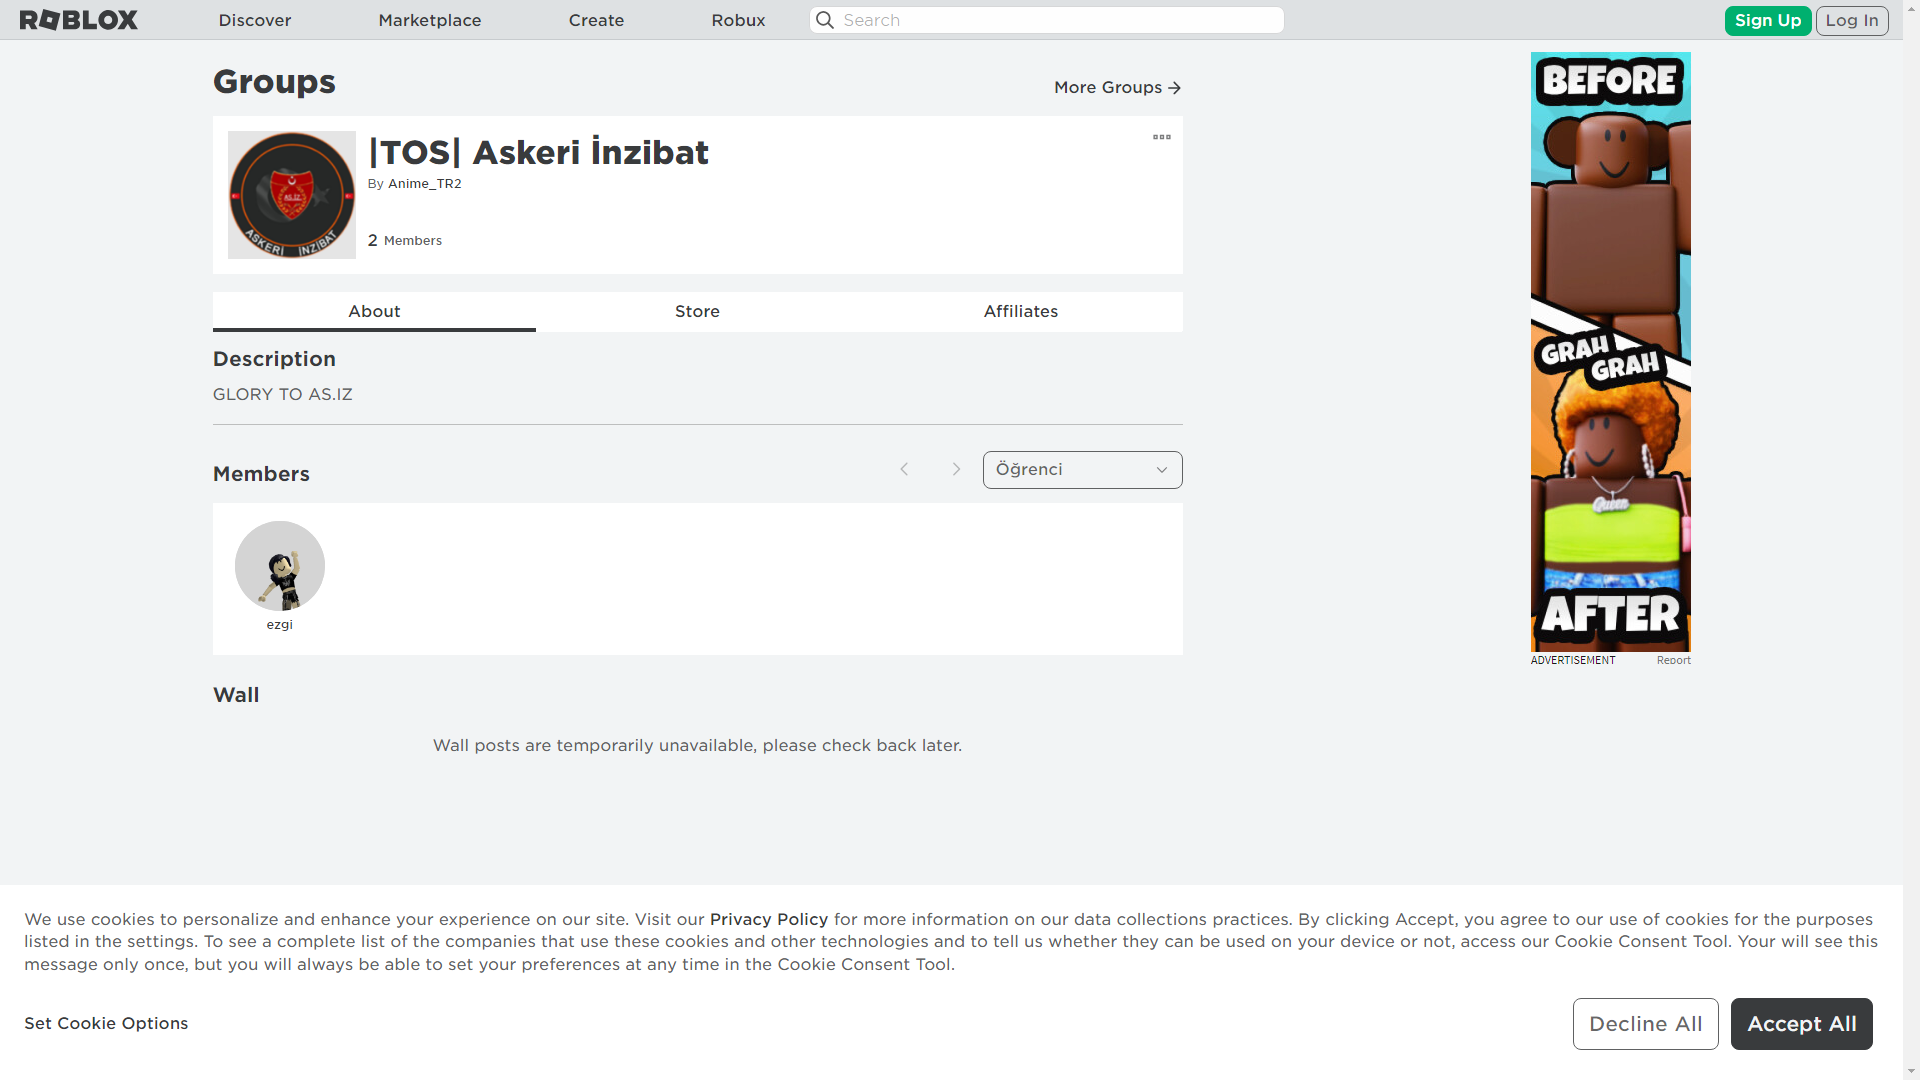 ROBLOX
Discover
Marketplace
Create
Robux
Search
Sign Up
Log In
Groups
More Groups
AS.IZ
ASKERİ İNZİBAT
|TOS| Askeri İnzibat
By Anime_TR2
2 Members
About
Store
Affiliates
Description
GLORY TO AS.IZ
Members
Öğrenci
ezgi
Wall
Wall posts are temporarily unavailable, please check back later.
BEFORE
GRAH
GRAH
Queen
AFTER
ADVERTISEMENT
Report
We use cookies to personalize and enhance your experience on our site. Visit our Privacy Policy for more information on our data collections practices. By clicking Accept, you agree to our use of cookies for the purposes
listed in the settings. To see a complete list of the companies that use these cookies and other technologies and to tell us whether they can be used on your device or not, access our Cookie Consent Tool. Your will see this
message only once, but you will always be able to set your preferences at any time in the Cookie Consent Tool.
Set Cookie Options
Decline All
Accept All